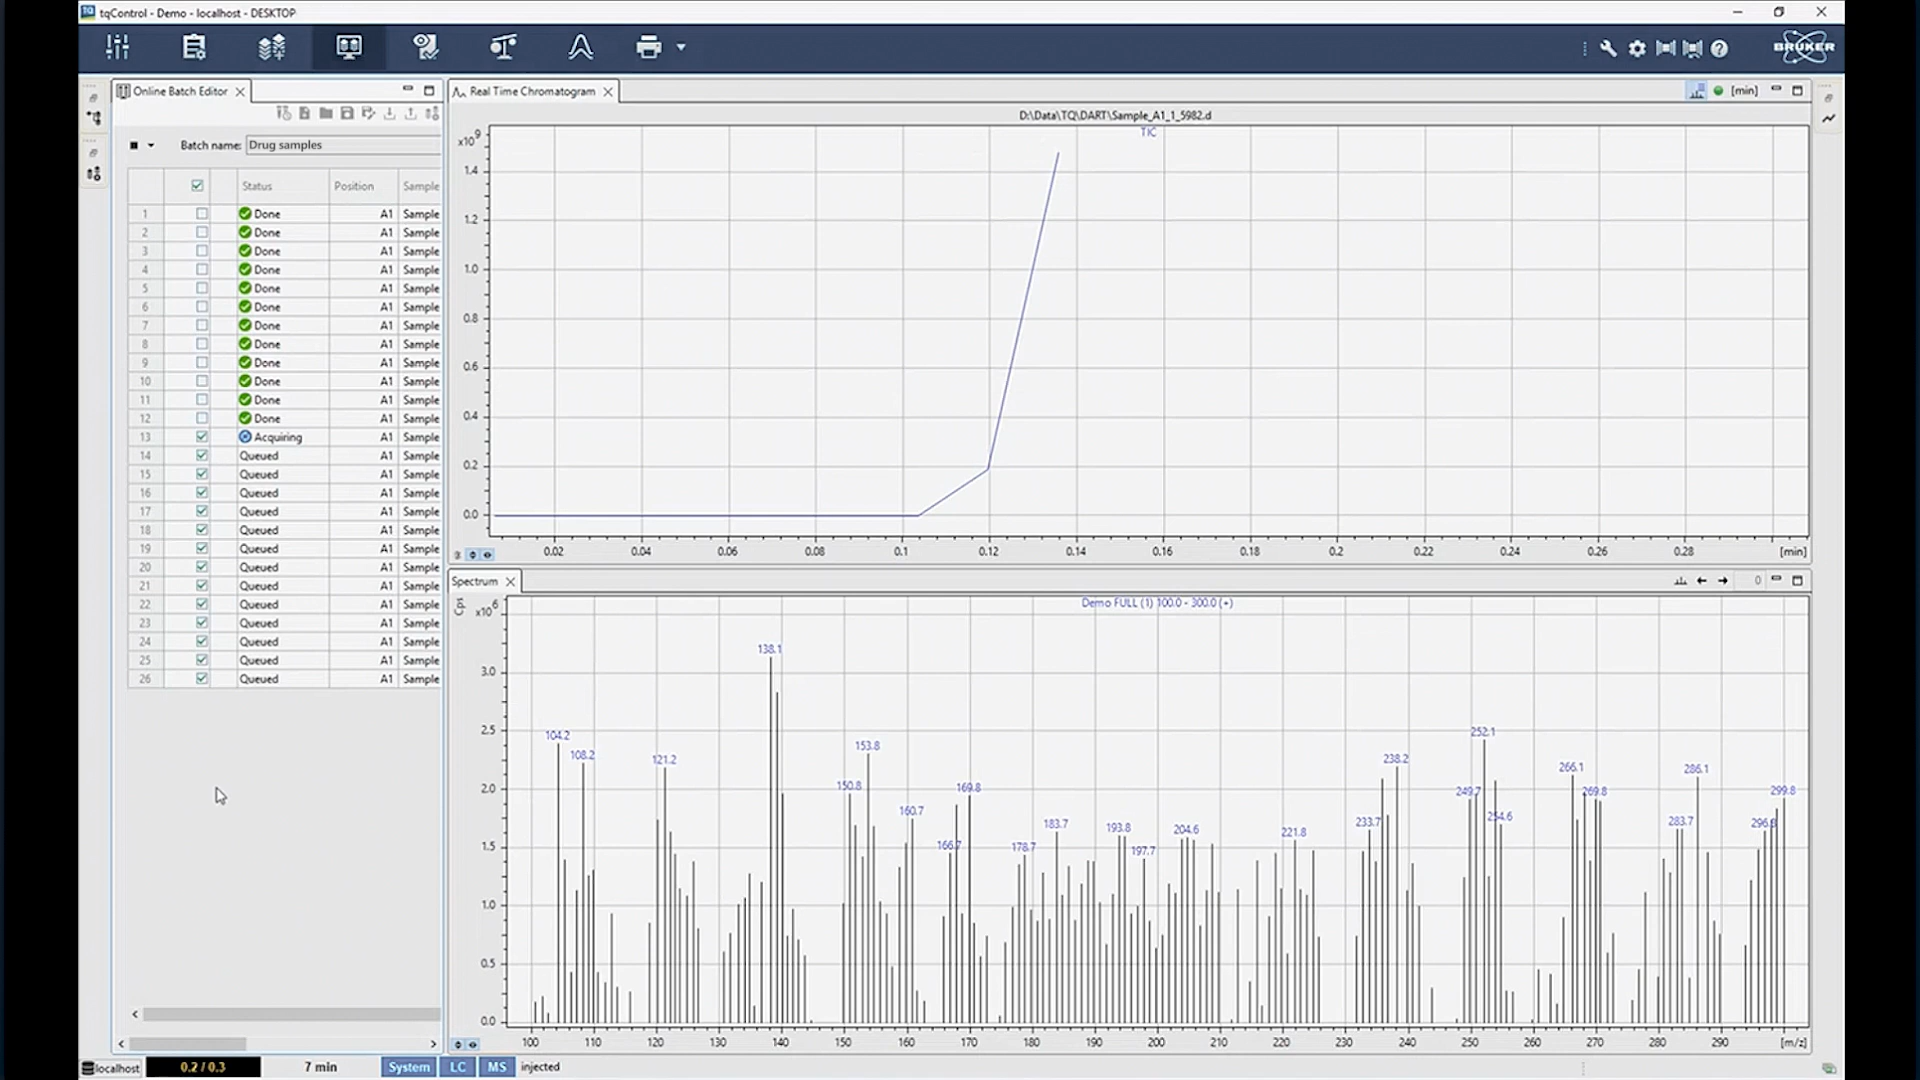 tqControl - Demo - localhost - DESKTOP
BRUKER
Online Batch Editor
Batch name: Drug samples
Status Position Sample
1 Done A1 Sample
2 Done A1 Sample
3 Done A1 Sample
4 Done A1 Sample
5 Done A1 Sample
6 Done A1 Sample
7 Done A1 Sample
8 Done A1 Sample
9 Done A1 Sample
10 Done A1 Sample
11 Done A1 Sample
12 Done A1 Sample
13 Acquiring A1 Sample
14 Queued A1 Sample
15 Queued A1 Sample
16 Queued A1 Sample
17 Queued A1 Sample
18 Queued A1 Sample
19 Queued A1 Sample
20 Queued A1 Sample
21 Queued A1 Sample
22 Queued A1 Sample
23 Queued A1 Sample
24 Queued A1 Sample
25 Queued A1 Sample
26 Queued A1 Sample
Real Time Chromatogram
[min]
D:\Data\TQ\DART\Sample_A1_1_5982.d
TIC
x10^9
1.4
1.2
1.0
0.8
0.6
0.4
0.2
0.0
0.02 0.04 0.06 0.08 0.1 0.12 0.14 0.16 0.18 0.2 0.22 0.24 0.26 0.28 [min]
Spectrum
0
Demo FULL (1) 100.0 - 300.0 (+)
Cps
x10^6
3.0
2.5
2.0
1.5
1.0
0.5
0.0
104.2
108.2
121.2
138.1
150.8
153.8
160.7
166.7
169.8
178.7
183.7
193.8
197.7
204.6
221.8
233.7
238.2
249.7
252.1
254.6
266.1
269.8
283.7
286.1
299.8
100 110 120 130 140 150 160 170 180 190 200 210 220 230 240 250 260 270 280 290 [m/z]
localhost 0.2 / 0.3 7 min System LC MS injected